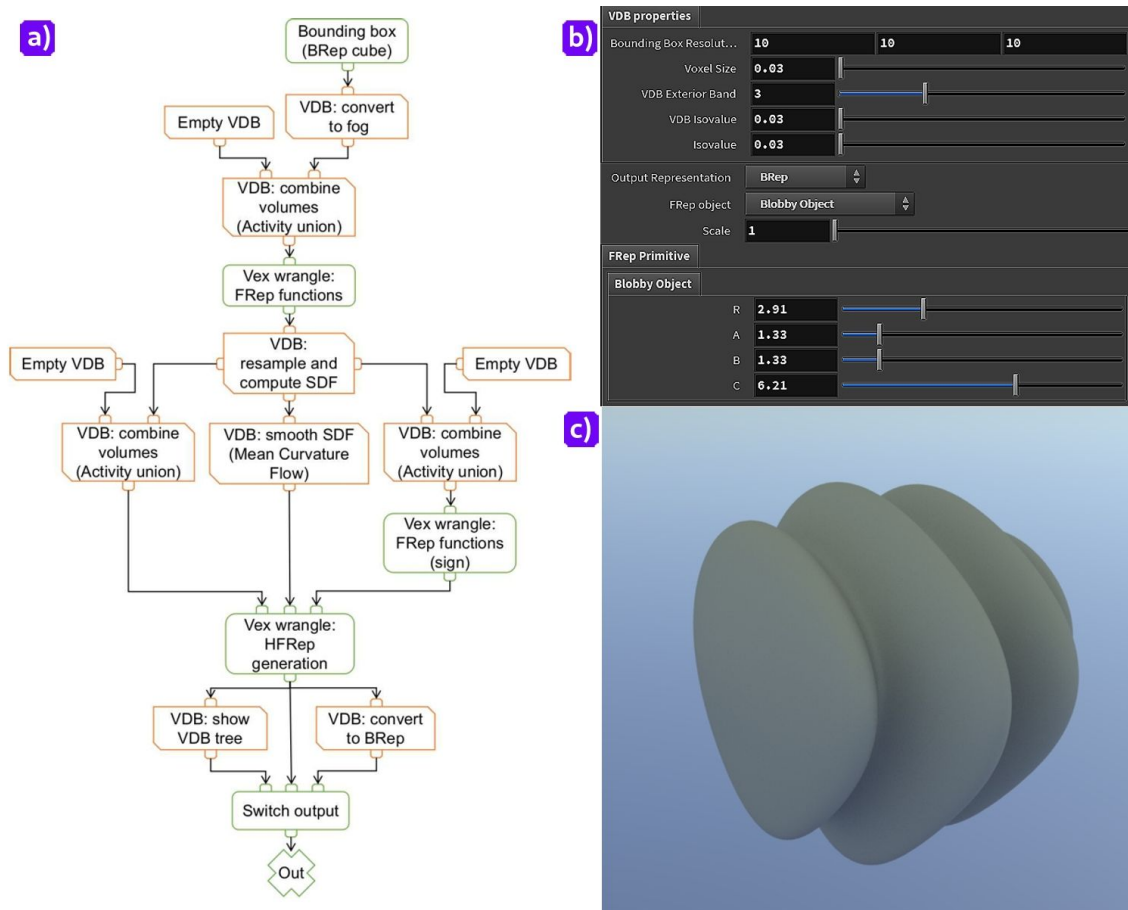 a)
Bounding box
(BRep cube)
Empty VDB
VDB: convert
to fog
VDB: combine
volumes
(Activity union)
Vex wrangle:
FRep functions
Empty VDB
VDB:
resample and
compute SDF
Empty VDB
VDB: combine
volumes
(Activity union)
VDB: smooth SDF
(Mean Curvature
Flow)
VDB: combine
volumes
(Activity union)
Vex wrangle:
FRep functions
(sign)
Vex wrangle:
HFRep
generation
VDB: show
VDB tree
VDB: convert
to BRep
Switch output
Out
b)
VDB properties
Bounding Box Resolut... 10 10 10
Voxel Size 0.03
VDB Exterior Band 3
VDB Isovalue 0.03
Isovalue 0.03
Output Representation BRep
FRep object Blobby Object
Scale 1
FRep Primitive
Blobby Object
R 2.91
A 1.33
B 1.33
C 6.21
c)